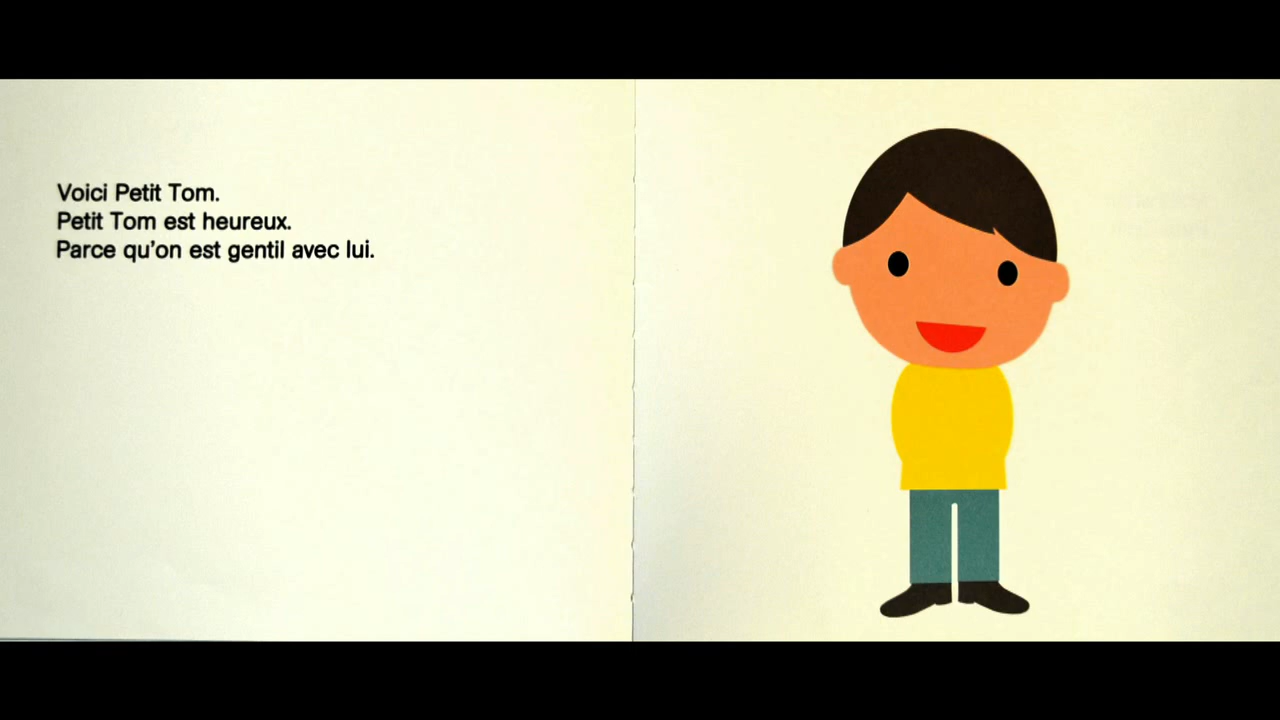 Voici Petit Tom.
Petit Tom est heureux.
Parce qu'on est gentil avec lui.